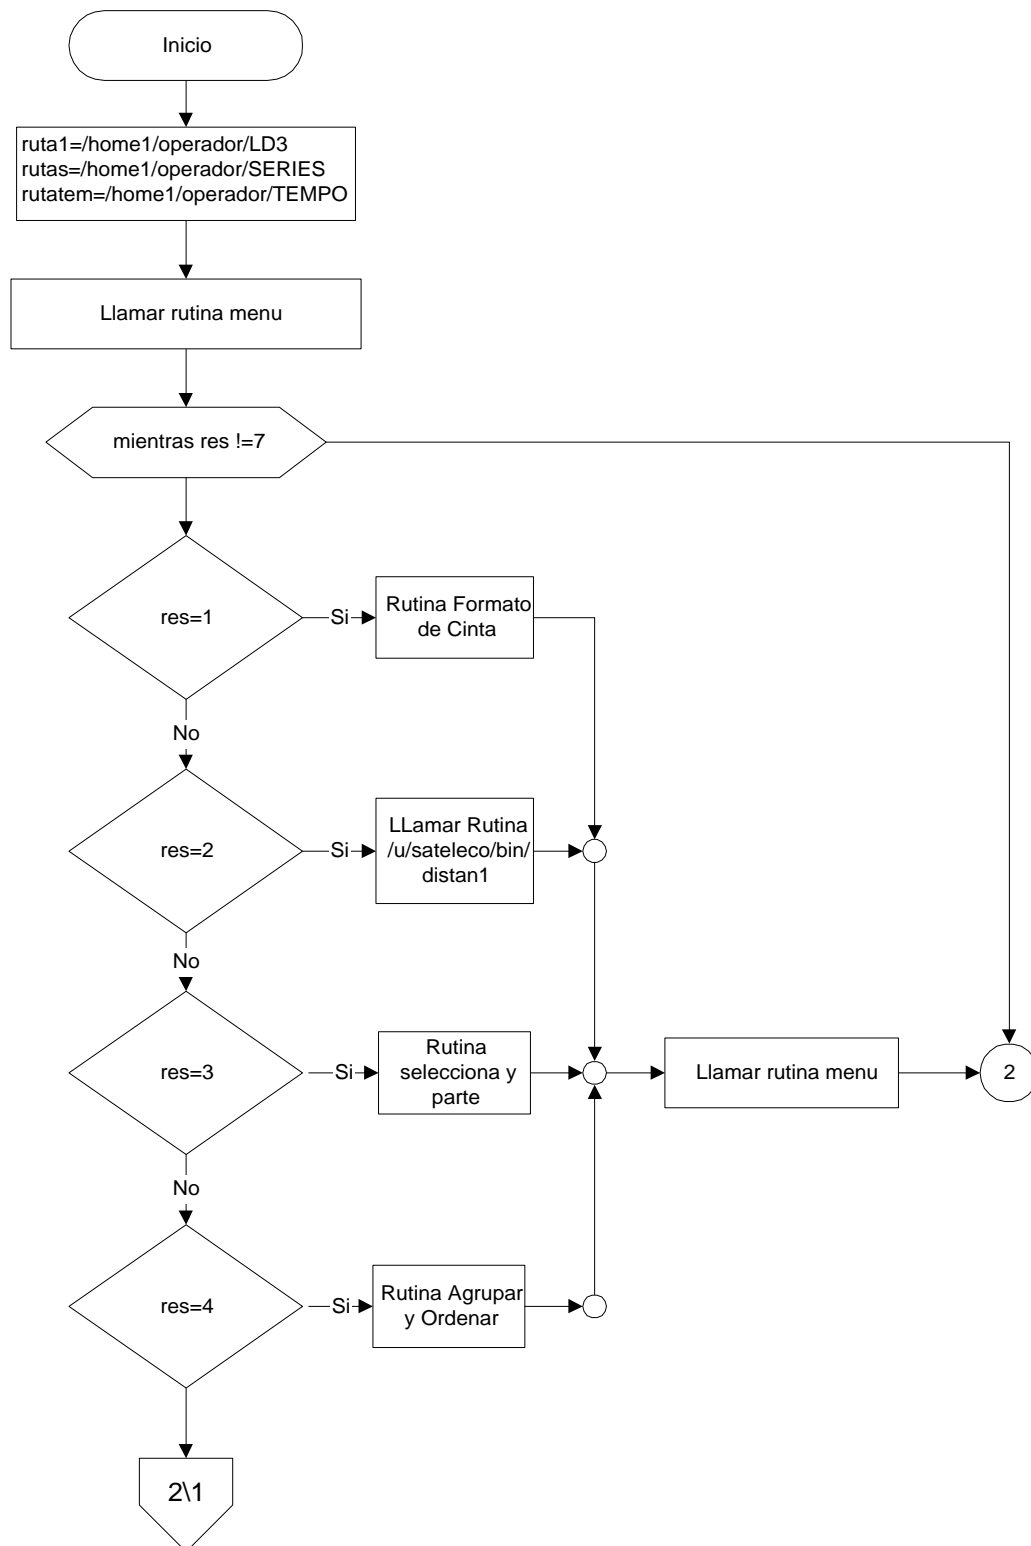 Inicio
ruta1=/home1/operador/LD3
rutas=/home1/operador/SERIES
rutatem=/home1/operador/TEMPO
Llamar rutina menu
mientras res !=7
res=1
Si
Rutina Formato
de Cinta
No
res=2
Si
LLamar Rutina
/u/sateleco/bin/
distan1
No
res=3
Si
Rutina
selecciona y
parte
Llamar rutina menu
2
No
res=4
Si
Rutina Agrupar
y Ordenar
2\1